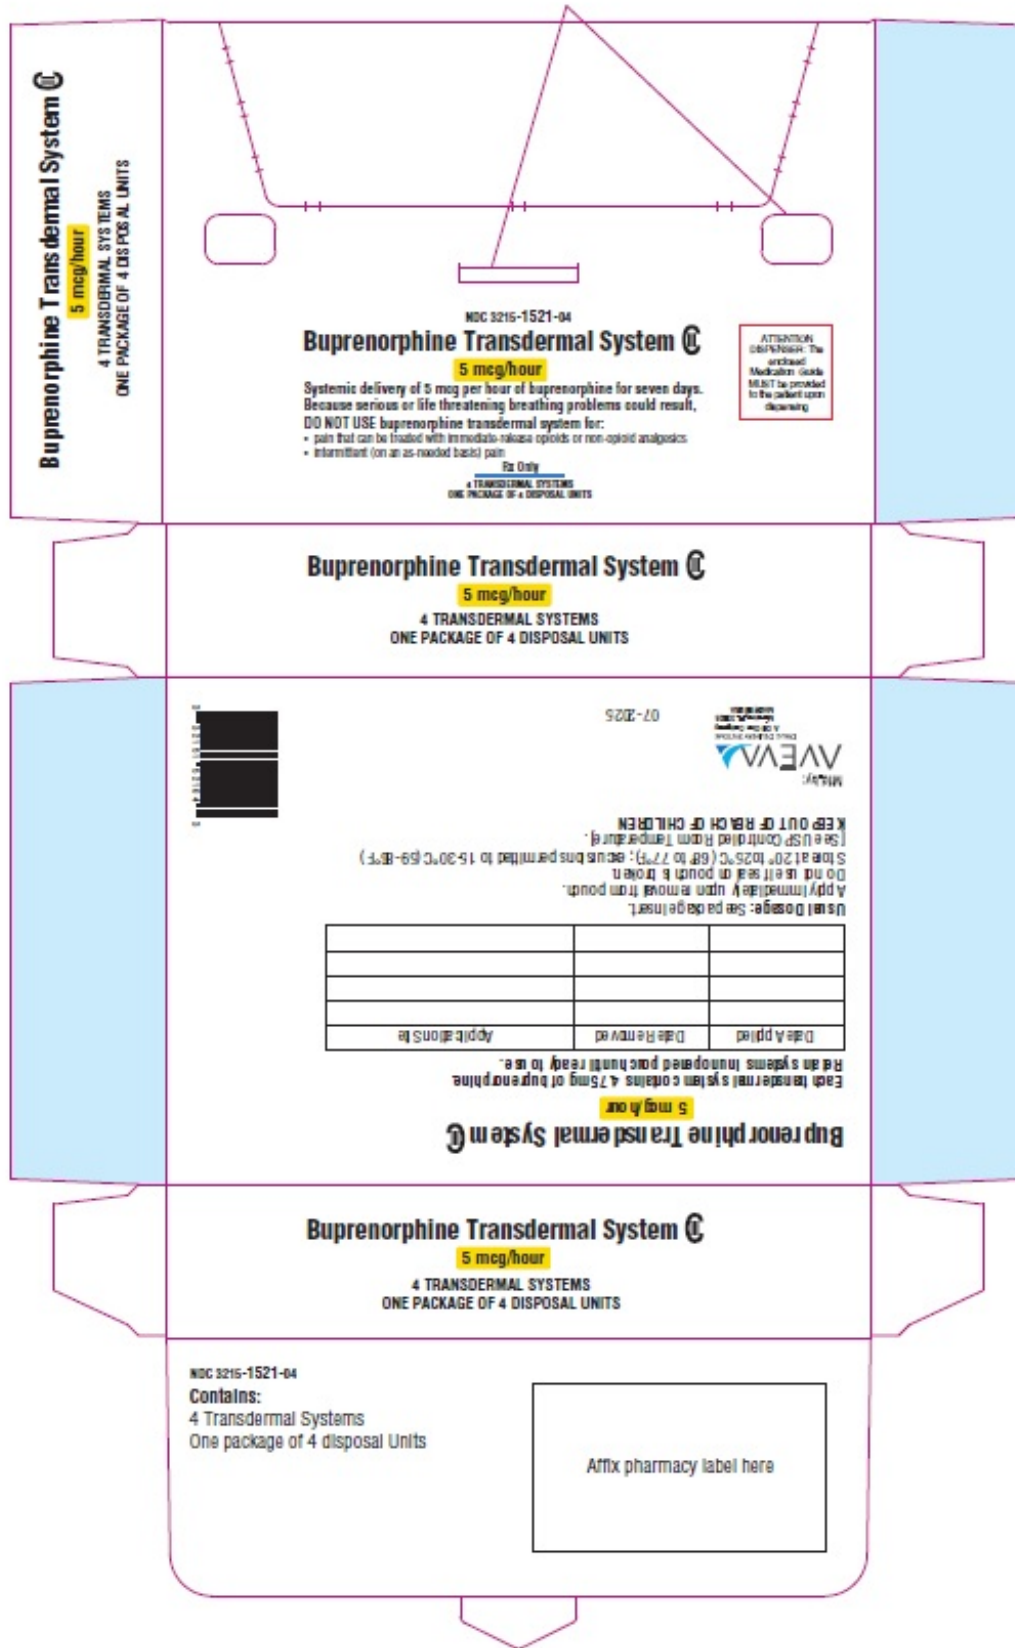 Buprenorphine Transdermal System CIII
5 mcg/hour
4 TRANSDERMAL SYSTEMS
ONE PACKAGE OF 4 DISPOSAL UNITS
NDC 3215-1521-04
Buprenorphine Transdermal System CIII
5 mcg/hour
Systemic delivery of 5 mcg per hour of buprenorphine for seven days.
Because serious or life threatening breathing problems could result,
DO NOT USE buprenorphine transdermal system for:
• pain that can be treated with immediate-release opioids or non-opioid analgesics
• intermittent (on an as-needed basis) pain
Rx Only
4 TRANSDERMAL SYSTEMS
ONE PACKAGE OF 4 DISPOSAL UNITS
ATTENTION
DISPENSER: The
enclosed
Medication Guide
MUST be provided
to the patient upon
dispensing
Buprenorphine Transdermal System CIII
5 mcg/hour
4 TRANSDERMAL SYSTEMS
ONE PACKAGE OF 4 DISPOSAL UNITS
Buprenorphine Transdermal System CIII
5 mcg/hour
Each transdermal system contains 4.75mg of buprenorphine.
Retain systems in unopened pouch until ready to use.
Date Applied Date Removed Application Site
Usual Dosage: See package insert.
Apply immediately upon removal from pouch.
Do not use if seal on pouch is broken.
Store at 20° to 25°C (68° to 77°F); excursions permitted to 15-30°C (59-86°F)
[See USP Controlled Room Temperature].
KEEP OUT OF REACH OF CHILDREN
Mfd. by:
AVEVA
DRUG DELIVERY SYSTEMS
07-2025
Buprenorphine Transdermal System CIII
5 mcg/hour
4 TRANSDERMAL SYSTEMS
ONE PACKAGE OF 4 DISPOSAL UNITS
NDC 3215-1521-04
Contains:
4 Transdermal Systems
One package of 4 disposal Units
Affix pharmacy label here